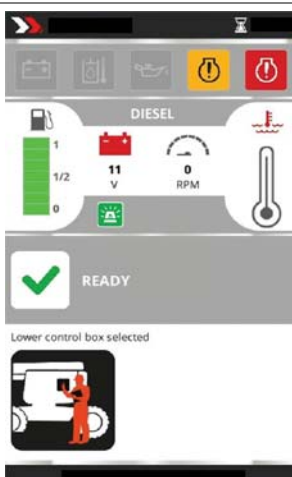 DIESEL
1
1/2
0
11
V
0
RPM
READY
Lower control box selected